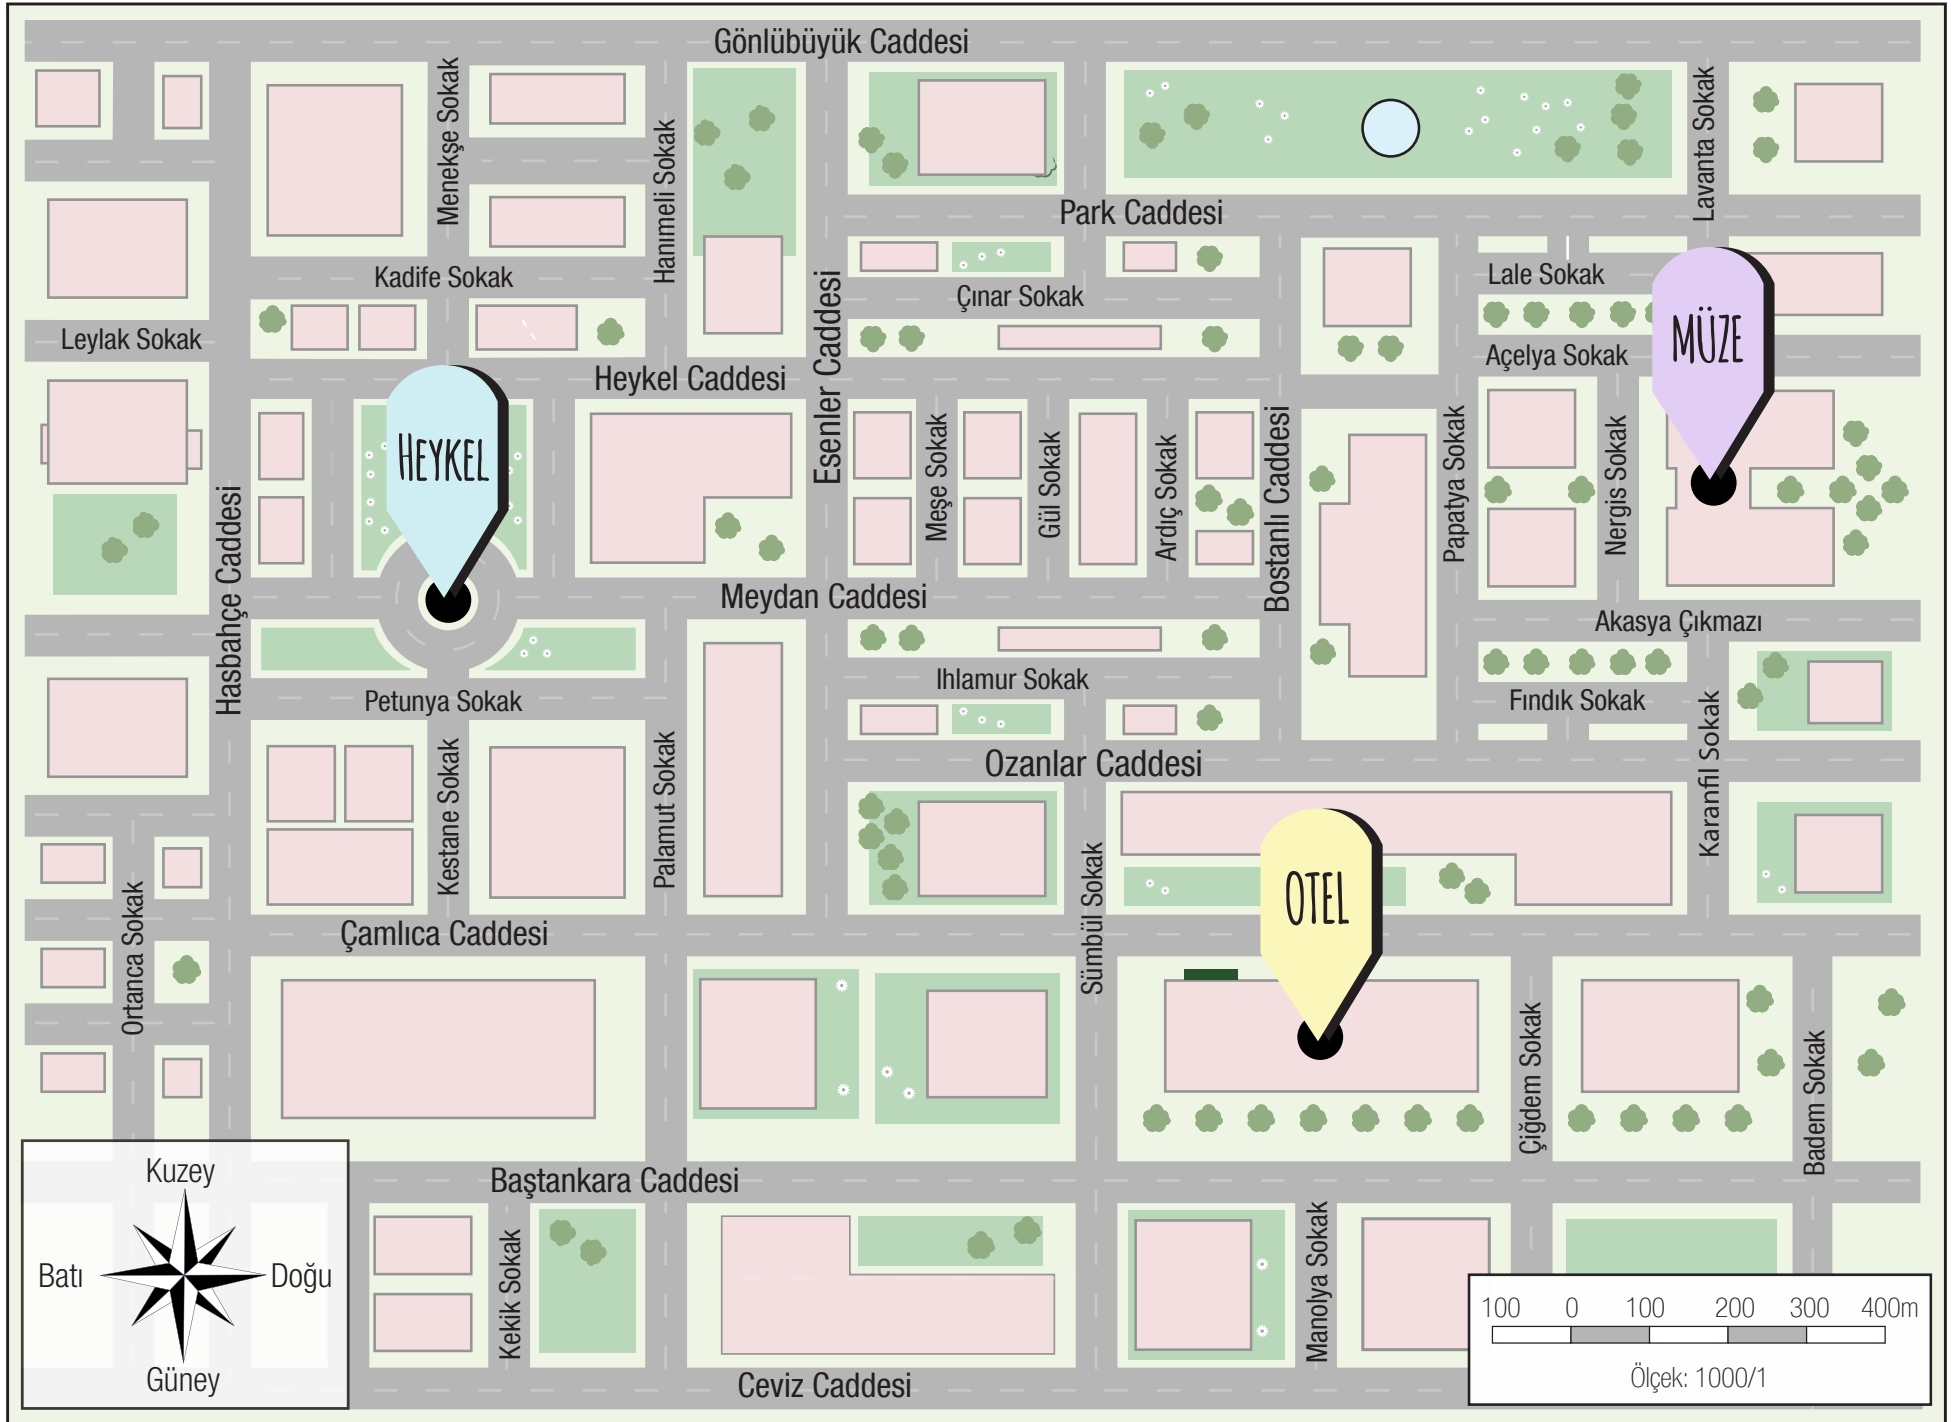 Gönlübüyük Caddesi
Menekşe Sokak
Hanımeli Sokak
Lavanta Sokak
Park Caddesi
Kadife Sokak
Esenler Caddesi
Çınar Sokak
Lale Sokak
Leylak Sokak
Açelya Sokak
MÜZE
Heykel Caddesi
HEYKEL
Meşe Sokak
Gül Sokak
Ardıç Sokak
Bostanlı Caddesi
Papatya Sokak
Nergis Sokak
Hasbahçe Caddesi
Meydan Caddesi
Akasya Çıkmazı
Ihlamur Sokak
Petunya Sokak
Fındık Sokak
Karanfil Sokak
Ozanlar Caddesi
Kestane Sokak
Palamut Sokak
Sümbül Sokak
OTEL
Ortanca Sokak
Çamlıca Caddesi
Çiğdem Sokak
Badem Sokak
Baştankara Caddesi
Kuzey
Batı
Doğu
Güney
Kekik Sokak
Manolya Sokak
100 0 100 200 300 400m
Ölçek: 1000/1
Ceviz Caddesi